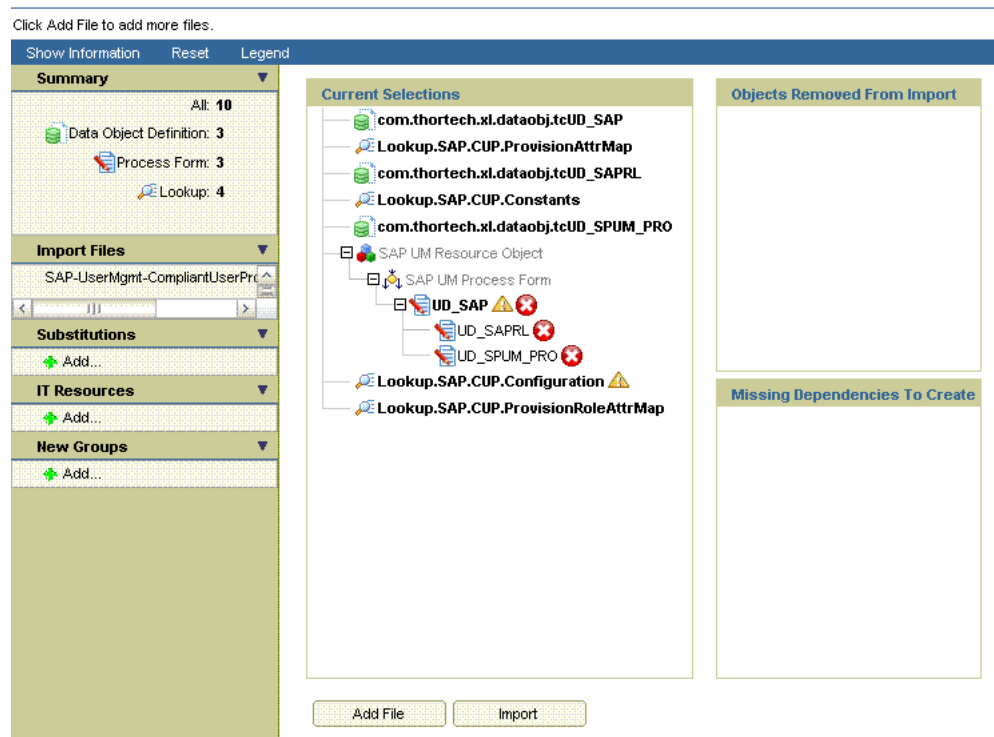 Click Add File to add more files.
Show Information Reset Legend
Summary
All: 10
Data Object Definition: 3
Process Form: 3
Lookup: 4
Import Files
SAP-UserMgmt-CompliantUserPro
Substitutions
Add...
IT Resources
Add...
New Groups
Add...
Current Selections
com.thortech.xl.dataobj.tcUD_SAP
Lookup.SAP.CUP.ProvisionAttrMap
com.thortech.xl.dataobj.tcUD_SAPRL
Lookup.SAP.CUP.Constants
com.thortech.xl.dataobj.tcUD_SPUM_PRO
SAP UM Resource Object
SAP UM Process Form
UD_SAP
UD_SAPRL
UD_SPUM_PRO
Lookup.SAP.CUP.Configuration
Lookup.SAP.CUP.ProvisionRoleAttrMap
Objects Removed From Import
Missing Dependencies To Create
Add File Import